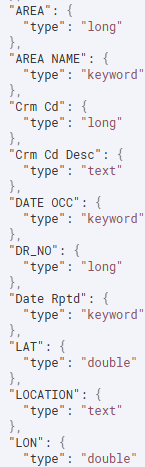 "AREA": {
"type": "long"
},
"AREA NAME": {
"type": "keyword"
},
"Crm Cd": {
"type": "long"
},
"Crm Cd Desc": {
"type": "text"
},
"DATE OCC": {
"type": "keyword"
},
"DR_NO": {
"type": "long"
},
"Date Rptd": {
"type": "keyword"
},
"LAT": {
"type": "double"
},
"LOCATION": {
"type": "text"
},
"LON": {
"type": "double"